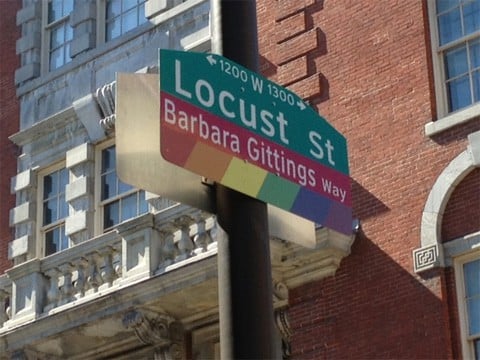 ← 1200 W 1300 →
Locust St
Barbara Gittings Way